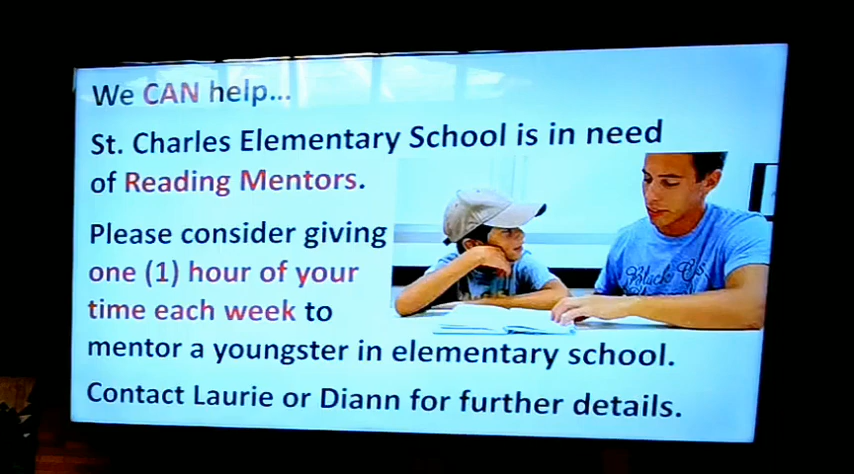 We CAN help...
St. Charles Elementary School is in need
of Reading Mentors.
Please consider giving
one (1) hour of your
time each week to
mentor a youngster in elementary school.
Contact Laurie or Diann for further details.